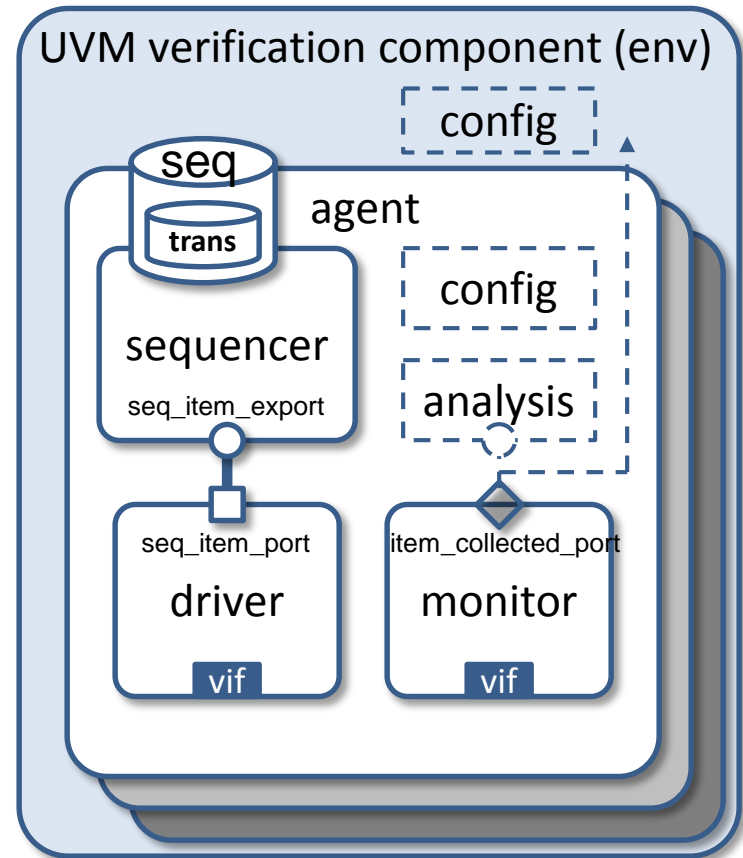 UVM verification component (env)
config
seq
trans
agent
config
sequencer
seq_item_export
analysis
seq_item_port
driver
vif
item_collected_port
monitor
vif